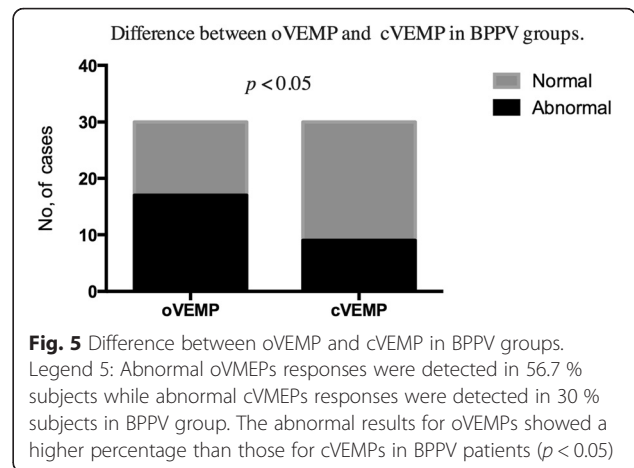 Difference between oVEMP and cVEMP in BPPV groups.
40
p < 0.05
Normal
Abnormal
30
No, of cases
20
10
0
oVEMP
cVEMP
Fig. 5 Difference between oVEMP and cVEMP in BPPV groups.
Legend 5: Abnormal oVMEPs responses were detected in 56.7 %
subjects while abnormal cVMEPs responses were detected in 30 %
subjects in BPPV group. The abnormal results for oVEMPs showed a
higher percentage than those for cVEMPs in BPPV patients (p < 0.05)